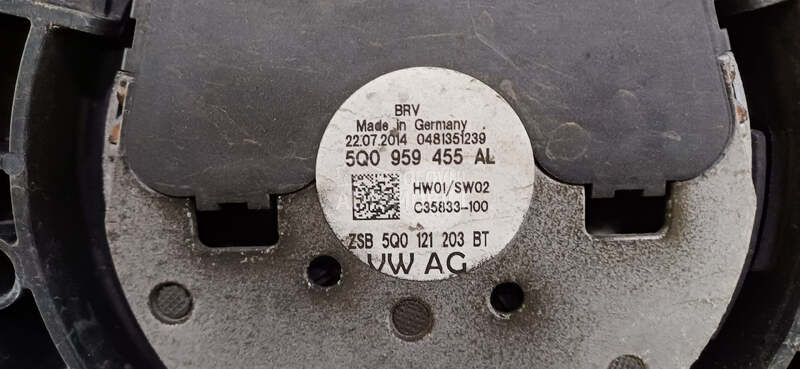 BRV
Made in Germany
22.07.2014 0481351239
5Q0 959 455 AL
HW01/SW02
C35833-100
ZSB 5Q0 121 203 BT
VW AG